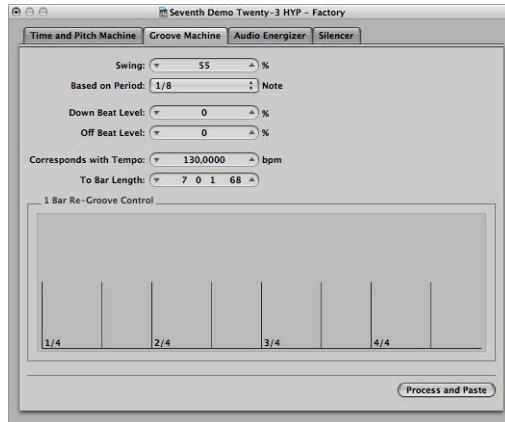 Seventh Demo Twenty-3 HYP - Factory
Time and Pitch Machine Groove Machine Audio Energizer Silencer
Swing: 55 %
Based on Period: 1/8 Note
Down Beat Level: 0 %
Off Beat Level: 0 %
Corresponds with Tempo: 130,0000 bpm
To Bar Length: 7 0 1 68
1 Bar Re-Groove Control
1/4 2/4 3/4 4/4
Process and Paste